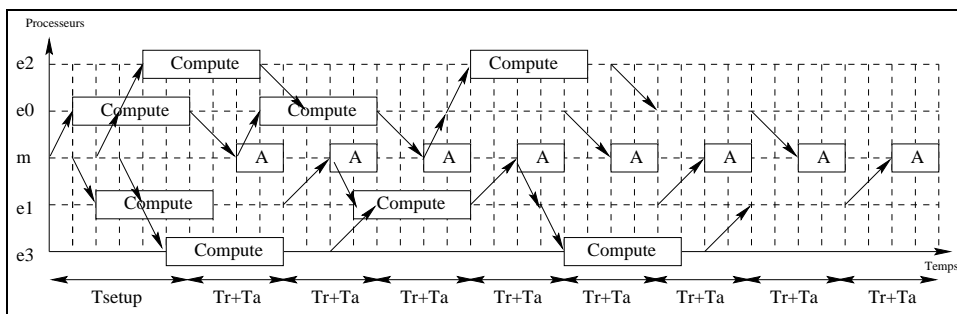 Processeurs
e2 Compute Compute
e0 Compute Compute
m A A A A A A A A
e1 Compute Compute
e3 Compute Compute
Temps
Tsetup Tr+Ta Tr+Ta Tr+Ta Tr+Ta Tr+Ta Tr+Ta Tr+Ta Tr+Ta